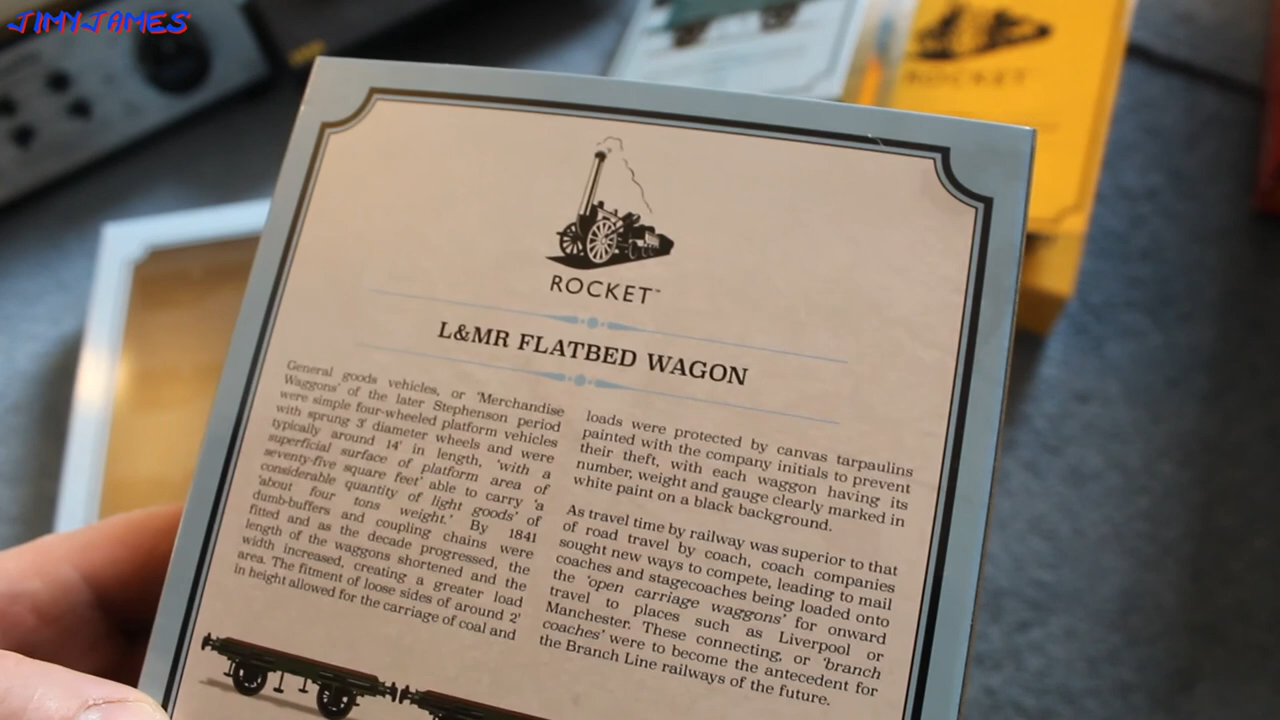 JIMNJAMES
ROCKET
ROCKET™
L&MR FLATBED WAGON
General goods vehicles, or 'Merchandise
Waggons' of the later Stephenson period
were simple four-wheeled platform vehicles
with sprung 3' diameter wheels and were
typically around 14' in length, 'with a
superficial surface of platform area of
seventy-five square feet' able to carry 'a
considerable quantity of light goods' of
'about four tons weight.' By 1841
dumb-buffers and coupling chains were
fitted and as the decade progressed, the
length of the waggons shortened and the
width increased, creating a greater load
area. The fitment of loose sides of around 2'
in height allowed for the carriage of coal and
loads were protected by canvas tarpaulins
painted with the company initials to prevent
their theft, with each waggon having its
number, weight and gauge clearly marked in
white paint on a black background.
As travel time by railway was superior to that
of road travel by coach, coach companies
sought new ways to compete, leading to mail
coaches and stagecoaches being loaded onto
the 'open carriage waggons' for onward
travel to places such as Liverpool or
Manchester. These connecting, or 'branch
coaches' were to become the antecedent for
the Branch Line railways of the future.